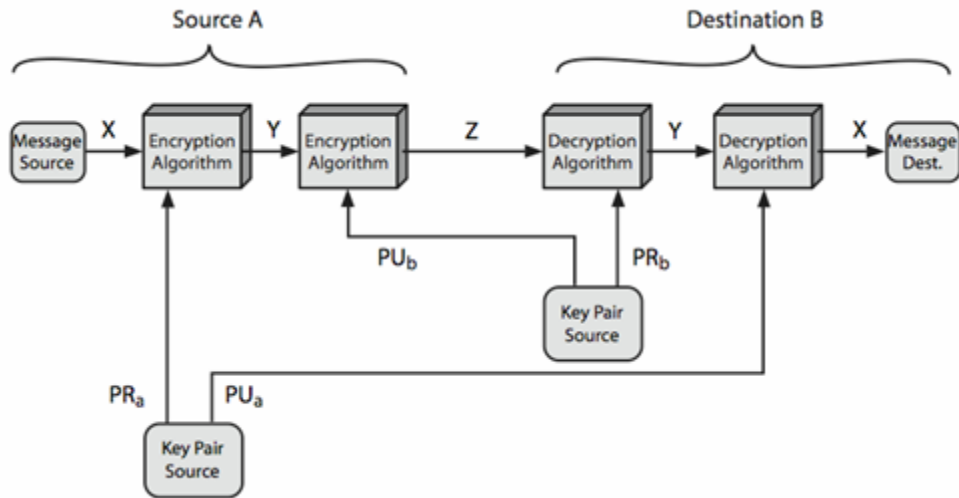 Source A
Destination B
Message
Source
X
Encryption
Algorithm
Y
Encryption
Algorithm
Z
Decryption
Algorithm
Y
Decryption
Algorithm
X
Message
Dest.
PUb
PRb
Key Pair
Source
PRa
PUa
Key Pair
Source